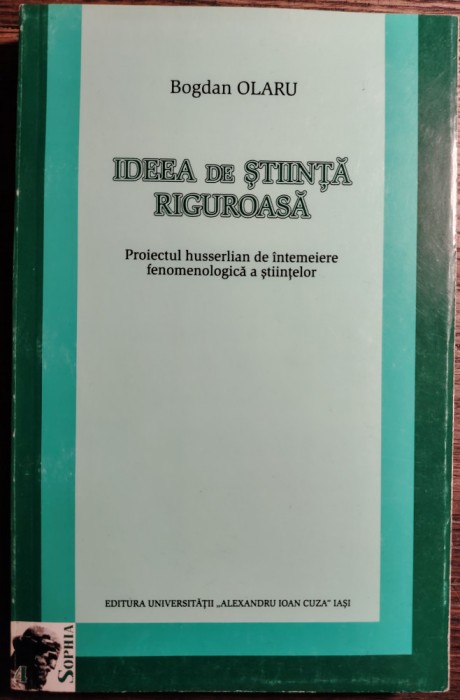 Bogdan OLARU
IDEEA DE ŞTIINŢĂ
RIGUROASĂ
Proiectul husserlian de întemeiere
fenomenologică a ştiinţelor
EDITURA UNIVERSITĂŢII „ALEXANDRU IOAN CUZA" IAŞI
SOPHIA